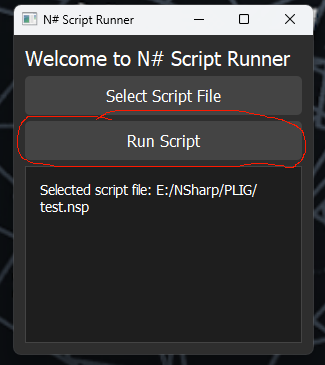 N# Script Runner
Welcome to N# Script Runner
Select Script File
Run Script
Selected script file: E:/NSharp/PLIG/
test.nsp